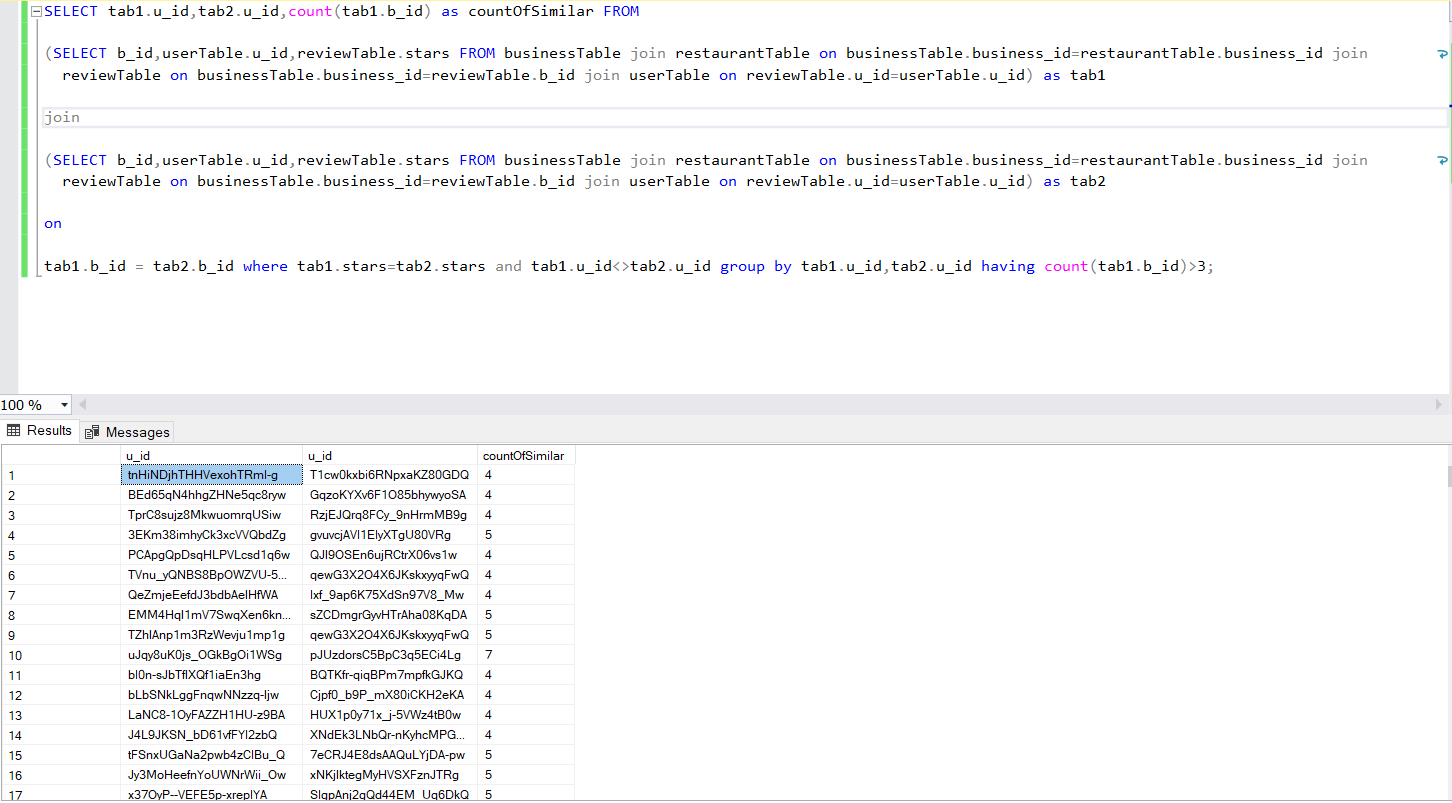 SELECT tab1.u_id,tab2.u_id,count(tab1.b_id) as countOfSimilar FROM
(SELECT b_id,userTable.u_id,reviewTable.stars FROM businessTable join restaurantTable on businessTable.business_id=restaurantTable.business_id join
reviewTable on businessTable.business_id=reviewTable.b_id join userTable on reviewTable.u_id=userTable.u_id) as tab1
join
(SELECT b_id,userTable.u_id,reviewTable.stars FROM businessTable join restaurantTable on businessTable.business_id=restaurantTable.business_id join
reviewTable on businessTable.business_id=reviewTable.b_id join userTable on reviewTable.u_id=userTable.u_id) as tab2
on
tab1.b_id = tab2.b_id where tab1.stars=tab2.stars and tab1.u_id<>tab2.u_id group by tab1.u_id,tab2.u_id having count(tab1.b_id)>3;
100 %
Results Messages
u_id u_id countOfSimilar
1 tnHiNDjhTHHVexohTRmI-g T1cw0kxbi6RNpxaKZ80GDQ 4
2 BEd65qN4hhgZHNe5qc8ryw GqzoKYXv6F1O85bhywyoSA 4
3 TprC8sujz8MkwuomrqUSiw RzjEJQrq8FCy_9nHrmMB9g 4
4 3EKm38imhyCk3xcVVQbdZg gvuvcjAVI1ElyXTgU80VRg 5
5 PCApgQpDsqHLPVLcsd1q6w QJI9OSEn6ujRCtrX06vs1w 4
6 TVnu_yQNBS8BpOWZVU-5... qewG3X2O4X6JKskxyyqFwQ 4
7 QeZmjeEefdJ3bdbAeIHfWA lxf_9ap6K75XdSn97V8_Mw 4
8 EMM4HqI1mV7SwqXen6kn... sZCDmgrGyvHTrAha08KqDA 5
9 TZhIAnp1m3RzWevju1mp1g qewG3X2O4X6JKskxyyqFwQ 5
10 uJqy8uK0js_OGkBgOi1WSg pJUzdorsC5BpC3q5ECi4Lg 7
11 bl0n-sJbTflXQf1iaEn3hg BQTKfr-qiqBPm7mpfkGJKQ 4
12 bLbSNkLggFnqwNNzzq-Ijw Cjpf0_b9P_mX80iCKH2eKA 4
13 LaNC8-1OyFAZZH1HU-z9BA HUX1p0y71x_j-5VWz4tB0w 4
14 J4L9JKSN_bD61vfFYI2zbQ XNdEk3LNbQr-nKyhcMPG... 4
15 tFSnxUGaNa2pwb4zClBu_Q 7eCRJ4E8dsAAQuLYjDA-pw 5
16 Jy3MoHeefnYoUWNrWii_Ow xNKjIktegMyHVSXFznJTRg 5
17 x37OyP--VEFE5p-xreplYA SIgpAnj2gQd44EM_Ug6DkQ 5